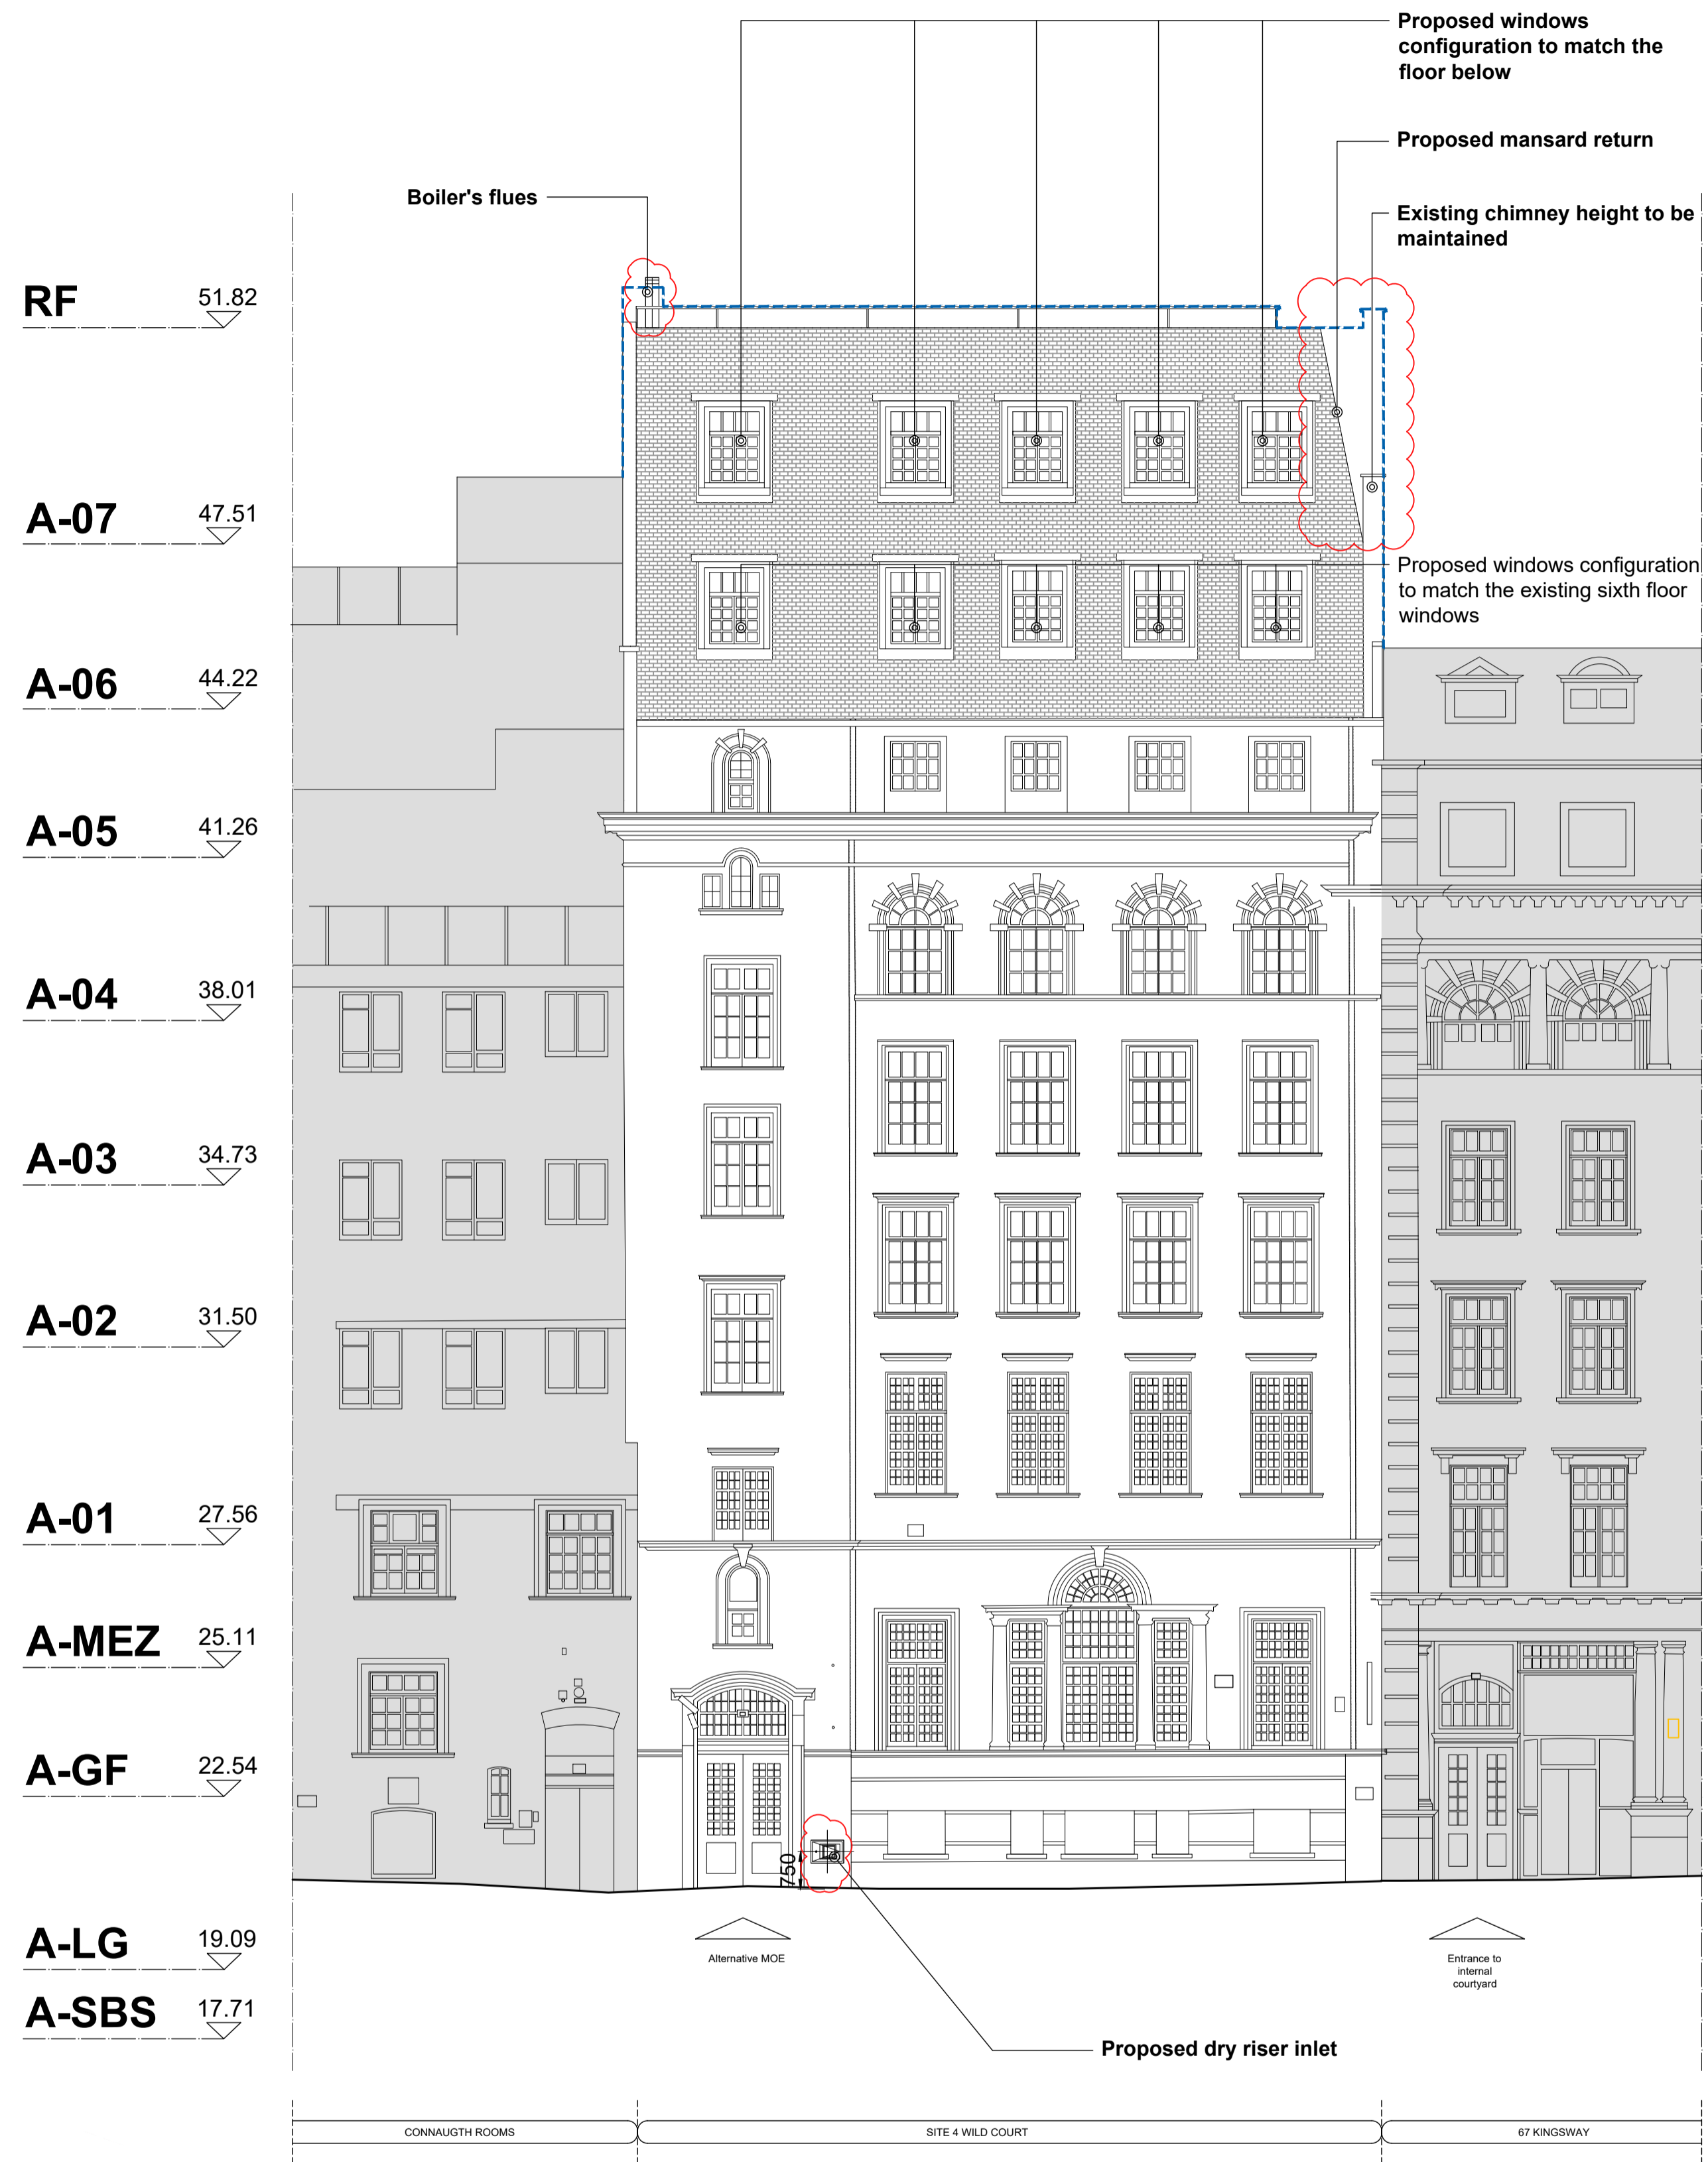 Proposed windows
configuration to match the
floor below
Proposed mansard return
Boiler's flues
Existing chimney height to be
maintained
RF 51.82
A-07 47.51
Proposed windows configuration
to match the existing sixth floor
windows
A-06 44.22
A-05 41.26
A-04 38.01
A-03 34.73
A-02 31.50
A-01 27.56
A-MEZ 25.11
A-GF 22.54
750
A-LG 19.09
Alternative MOE
Entrance to
internal
courtyard
A-SBS 17.71
Proposed dry riser inlet
CONNAUGTH ROOMS
SITE 4 WILD COURT
67 KINGSWAY